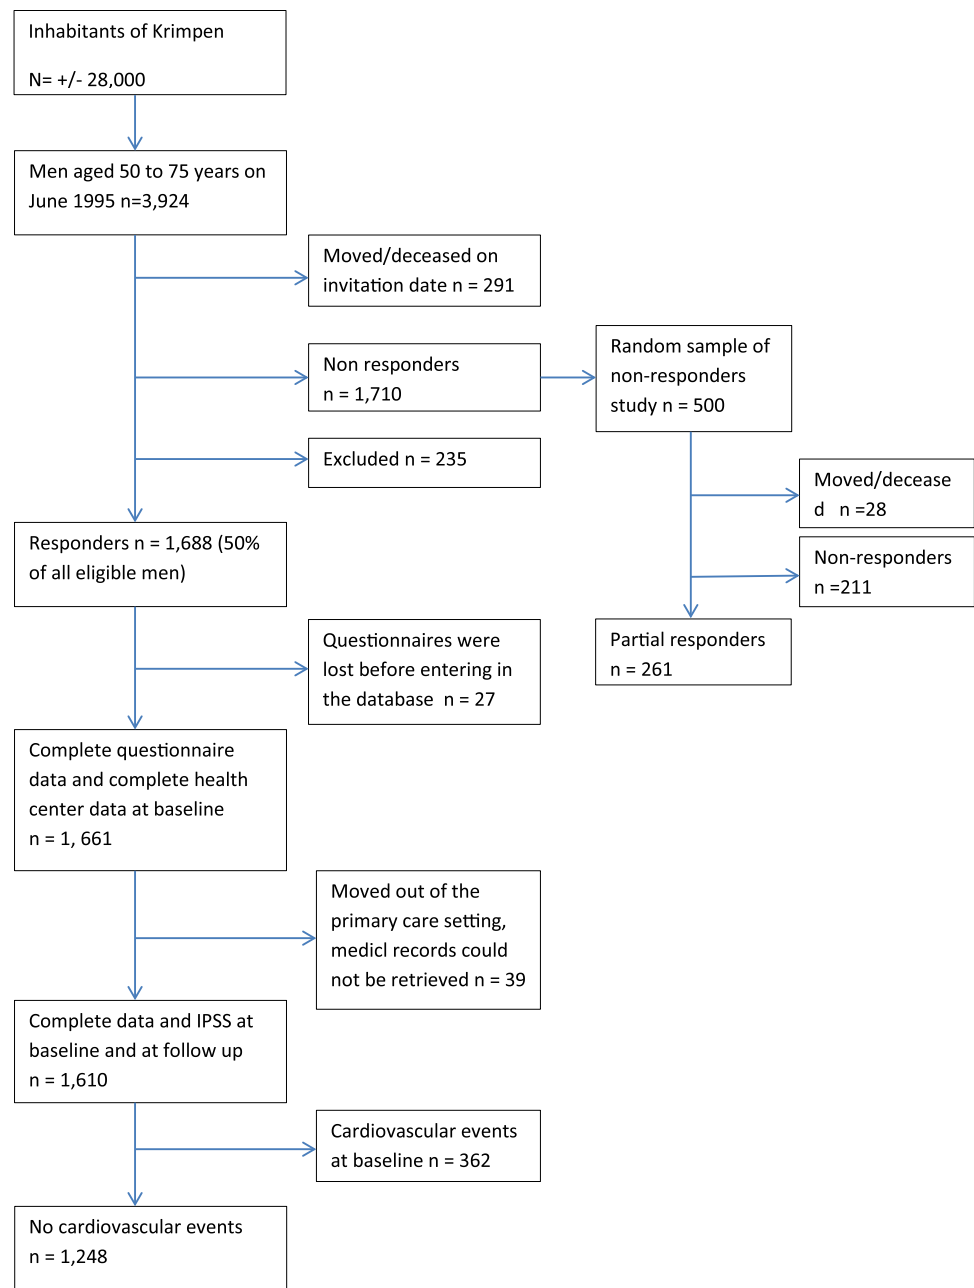 Inhabitants of Krimpen
N= +/- 28,000
Men aged 50 to 75 years on
June 1995 n=3,924
Moved/deceased on
invitation date n = 291
Non responders
n = 1,710
Random sample of
non-responders
study n = 500
Excluded n = 235
Moved/decease
d n =28
Responders n = 1,688 (50%
of all eligible men)
Non-responders
n =211
Questionnaires were
lost before entering in
the database n = 27
Partial responders
n = 261
Complete questionnaire
data and complete health
center data at baseline
n = 1, 661
Moved out of the
primary care setting,
medicl records could
not be retrieved n = 39
Complete data and IPSS at
baseline and at follow up
n = 1,610
Cardiovascular events
at baseline n = 362
No cardiovascular events
n = 1,248